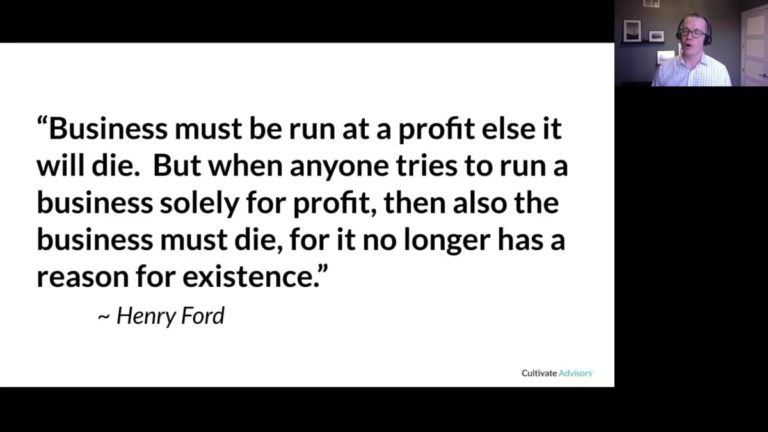 “Business must be run at a profit else it
will die.  But when anyone tries to run a
business solely for profit, then also the
business must die, for it no longer has a
reason for existence.”
~ Henry Ford
Cultivate Advisors